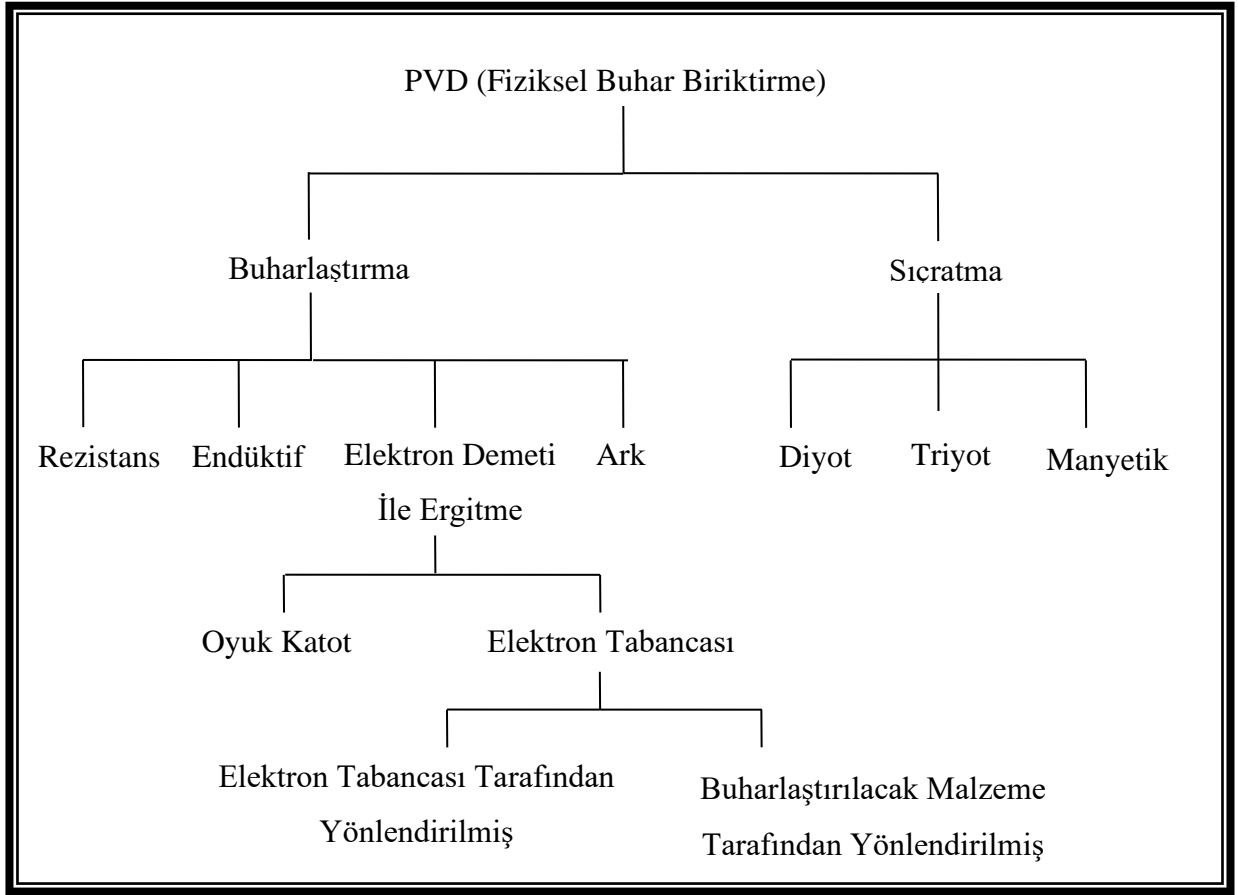 PVD (Fiziksel Buhar Biriktirme)
Buharlaştırma
Sıçratma
Rezistans
Endüktif
Elektron Demeti
İle Ergitme
Ark
Diyot
Triyot
Manyetik
Oyuk Katot
Elektron Tabancası
Elektron Tabancası Tarafından
Yönlendirilmiş
Buharlaştırılacak Malzeme
Tarafından Yönlendirilmiş